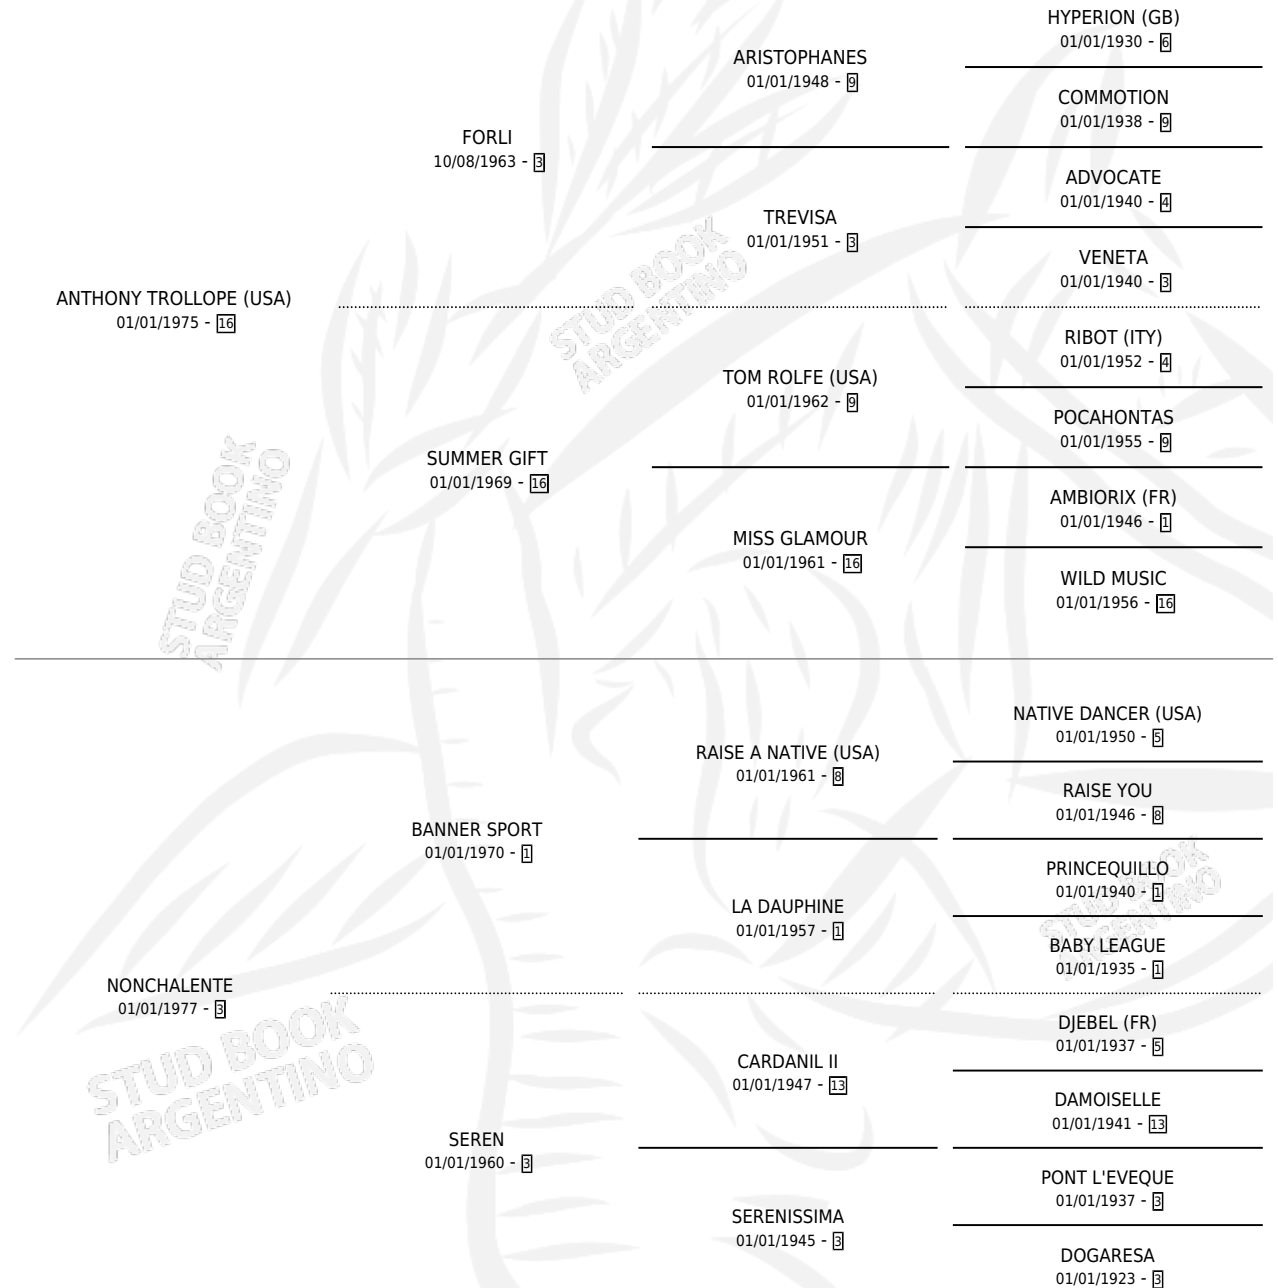 HYPERION (GB)
01/01/1930 - 6
ARISTOPHANES
01/01/1948 - 9
COMMOTION
01/01/1938 - 9
FORLI
10/08/1963 - 3
ADVOCATE
01/01/1940 - 4
TREVISA
01/01/1951 - 3
VENETA
01/01/1940 - 3
ANTHONY TROLLOPE (USA)
01/01/1975 - 16
STUD BOOK
ARGENTINO
RIBOT (ITY)
01/01/1952 - 4
TOM ROLFE (USA)
01/01/1962 - 9
POCAHONTAS
01/01/1955 - 9
SUMMER GIFT
01/01/1969 - 16
AMBIORIX (FR)
01/01/1946 - 1
MISS GLAMOUR
01/01/1961 - 16
WILD MUSIC
01/01/1956 - 16
STUD BOOK
ARGENTINO
NATIVE DANCER (USA)
01/01/1950 - 5
RAISE A NATIVE (USA)
01/01/1961 - 8
RAISE YOU
01/01/1946 - 8
BANNER SPORT
01/01/1970 - 1
PRINCEQUILLO
01/01/1940 - 1
LA DAUPHINE
01/01/1957 - 1
BABY LEAGUE
01/01/1935 - 1
STUD BOOK
ARGENTINO
NONCHALENTE
01/01/1977 - 3
DJEBEL (FR)
01/01/1937 - 5
CARDANIL II
01/01/1947 - 13
DAMOISELLE
01/01/1941 - 13
STUD BOOK
ARGENTINO
SEREN
01/01/1960 - 3
PONT L'EVEQUE
01/01/1937 - 3
SERENISSIMA
01/01/1945 - 3
DOGARESA
01/01/1923 - 3